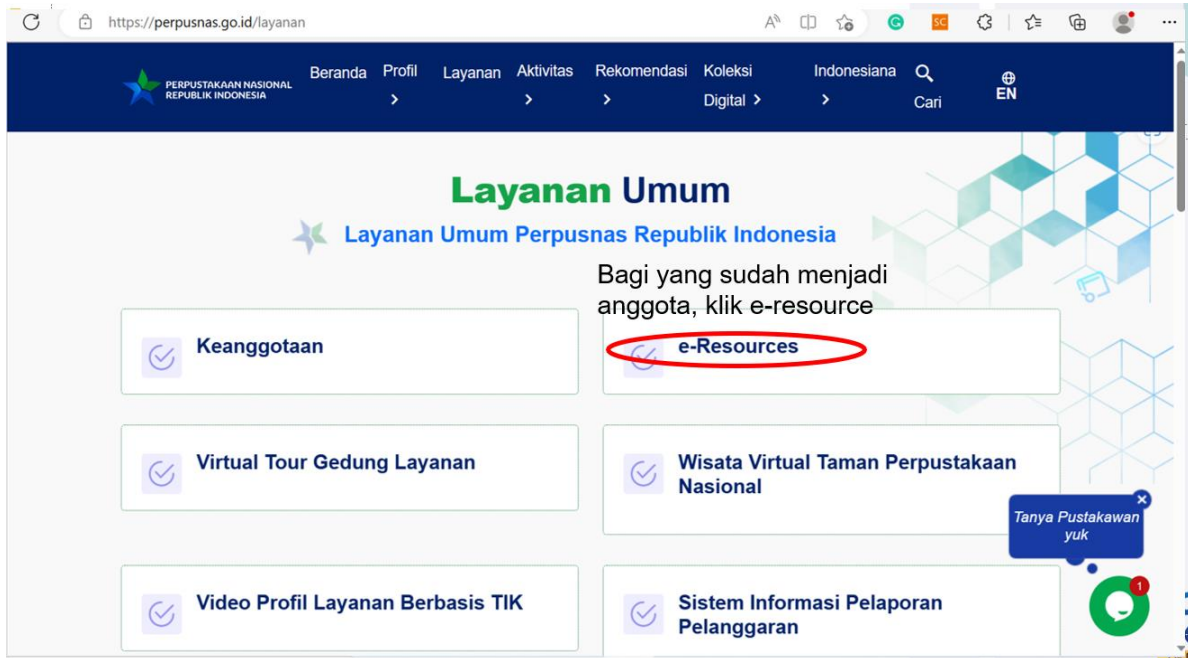 https://perpusnas.go.id/layanan
SC
PERPUSTAKAAN NASIONAL
REPUBLIK INDONESIA
Beranda
Profil
Layanan
Aktivitas
Rekomendasi
Koleksi
Digital
Indonesiana
Cari
EN
Layanan Umum
Layanan Umum Perpusnas Republik Indonesia
Bagi yang sudah menjadi
anggota, klik e-resource
Keanggotaan
e-Resources
Virtual Tour Gedung Layanan
Wisata Virtual Taman Perpustakaan
Nasional
Tanya Pustakawan
yuk
1
Video Profil Layanan Berbasis TIK
Sistem Informasi Pelaporan
Pelanggaran